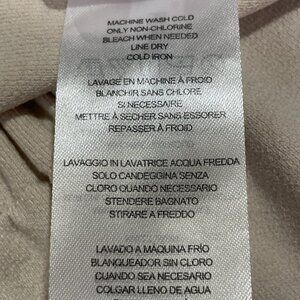 MACHINE WASH COLD
ONLY NON-CHLORINE
BLEACH WHEN NEEDED
LINE DRY
COLD IRON
LAVAGE EN MACHINE À FROID
BLANCHIR SANS CHLORE
SI NECESSAIRE
METTRE À SECHER SANS ESSORER
REPASSER À FROID
LAVAGGIO IN LAVATRICE ACQUA FREDDA
SOLO CANDEGGINA SENZA
CLORO QUANDO NECESSARIO
STENDERE BAGNATO
STIRARE A FREDDO
LAVADO A MAQUINA FRÍO
BLANQUEADOR SIN CLORO
CUANDO SEA NECESARIO
COLGAR LLENO DE AGUA